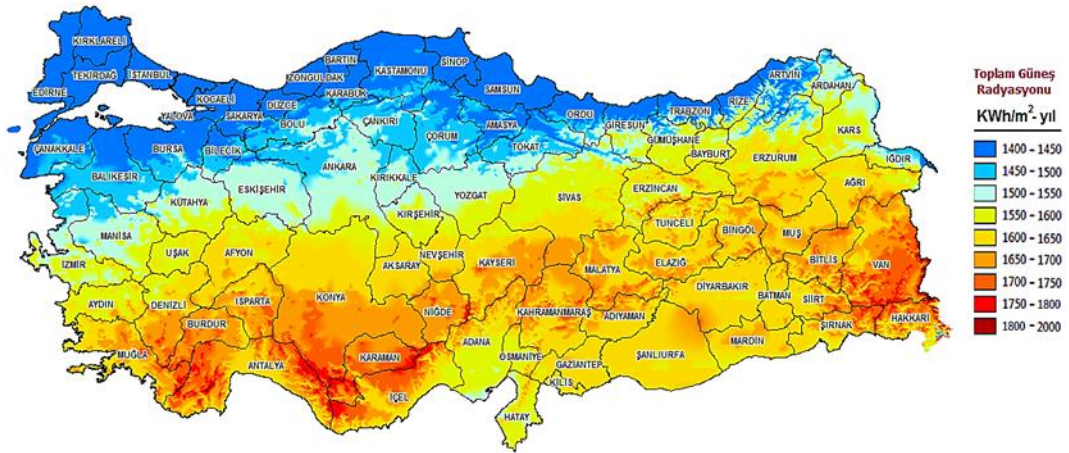 KIRKLARELİ
EDİRNE
TEKİRDAĞ
İSTANBUL
KOCAELİ
YALOVA
SAKARYA
DÜZCE
ZONGULDAK
BARTIN
KARABÜK
KASTAMONU
SİNOP
SAMSUN
BOLU
ÇANKIRI
ÇORUM
AMASYA
TOKAT
ORDU
GİRESUN
TRABZON
RİZE
ARTVİN
ARDAHAN
KARS
IĞDIR
GÜMÜŞHANE
BAYBURT
ERZURUM
AĞRI
ÇANAKKALE
BALIKESİR
BURSA
BİLECİK
KÜTAHYA
ESKİŞEHİR
ANKARA
KIRIKKALE
KIRŞEHİR
YOZGAT
SİVAS
ERZİNCAN
TUNCELİ
BİNGÖL
MUŞ
BİTLİS
VAN
MANİSA
İZMİR
UŞAK
AFYON
AKSARAY
NEVŞEHİR
KAYSERİ
MALATYA
ELAZIĞ
DİYARBAKIR
BATMAN
SİİRT
ŞIRNAK
HAKKARİ
AYDIN
DENİZLİ
ISPARTA
BURDUR
KONYA
NİĞDE
KAHRAMANMARAŞ
ADIYAMAN
MARDİN
MUĞLA
ANTALYA
KARAMAN
İÇEL
ADANA
OSMANİYE
GAZİANTEP
KİLİS
ŞANLIURFA
HATAY
Toplam Güneş
Radyasyonu
KWh/m²- yıl
1400 - 1450
1450 - 1500
1500 - 1550
1550 - 1600
1600 - 1650
1650 - 1700
1700 - 1750
1750 - 1800
1800 - 2000